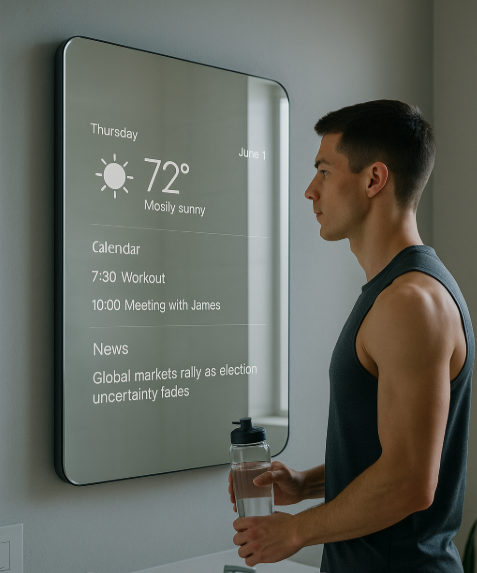 Thursday
June 1
72°
Mosily sunny
Calendar
7:30 Workout
10:00 Meeting with James
News
Global markets rally as election
uncertainty fades